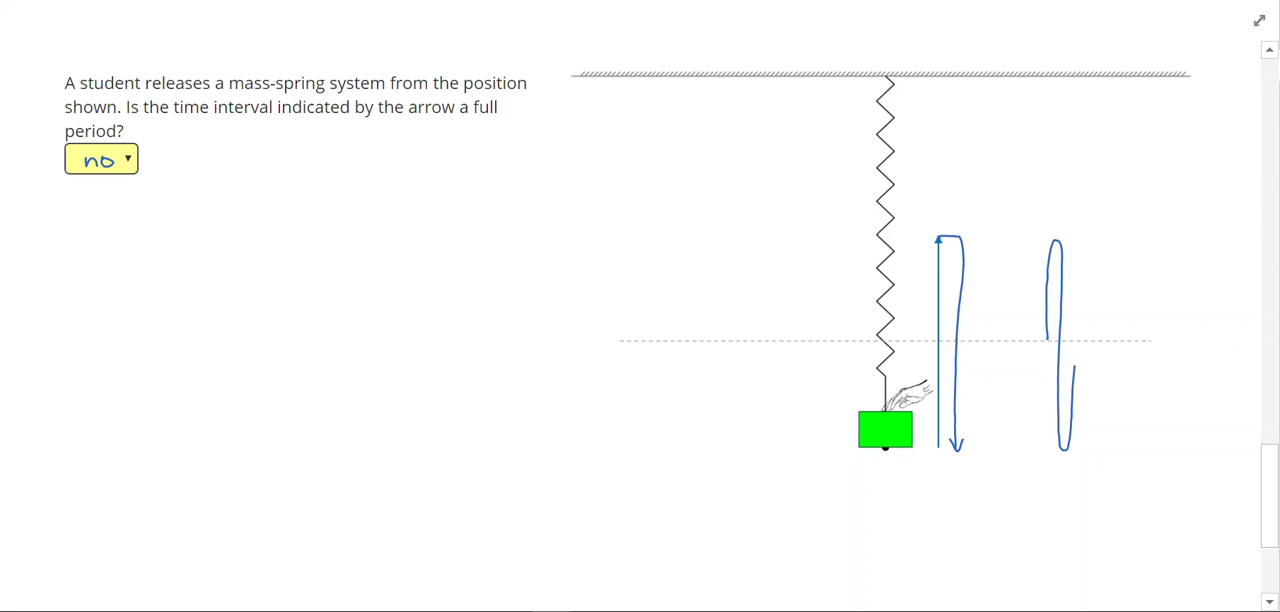 A student releases a mass-spring system from the position
shown. Is the time interval indicated by the arrow a full
period?
no